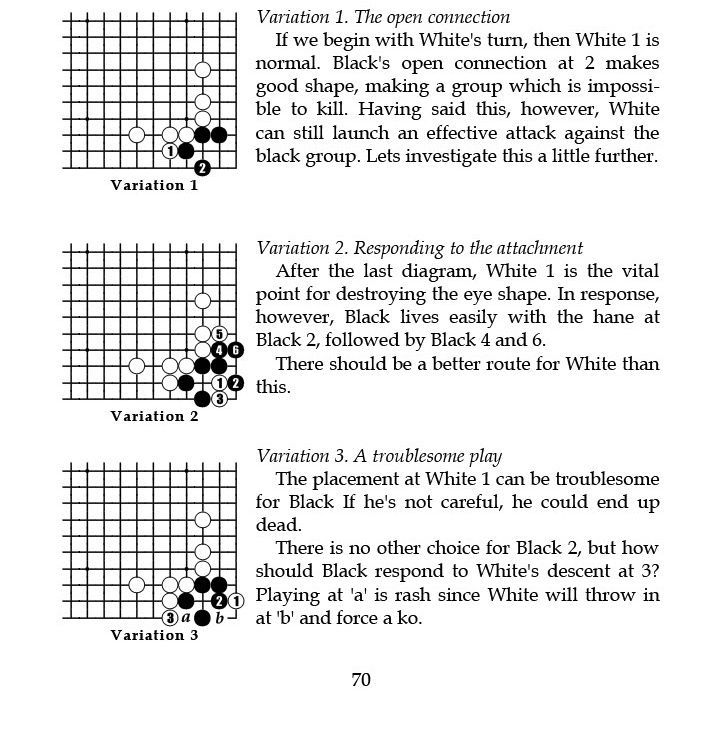 Variation 1. The open connection
If we begin with White's turn, then White 1 is
normal. Black's open connection at 2 makes
good shape, making a group which is impossi-
ble to kill. Having said this, however, White
can still launch an effective attack against the
black group. Lets investigate this a little further.
1
2
Variation 1
Variation 2. Responding to the attachment
After the last diagram, White 1 is the vital
point for destroying the eye shape. In response,
however, Black lives easily with the hane at
Black 2, followed by Black 4 and 6.
There should be a better route for White than
this.
5
4 6
1 2
3
Variation 2
Variation 3. A troublesome play
The placement at White 1 can be troublesome
for Black If he's not careful, he could end up
dead.
There is no other choice for Black 2, but how
should Black respond to White's descent at 3?
Playing at 'a' is rash since White will throw in
at 'b' and force a ko.
2 1
3 a b
Variation 3
70